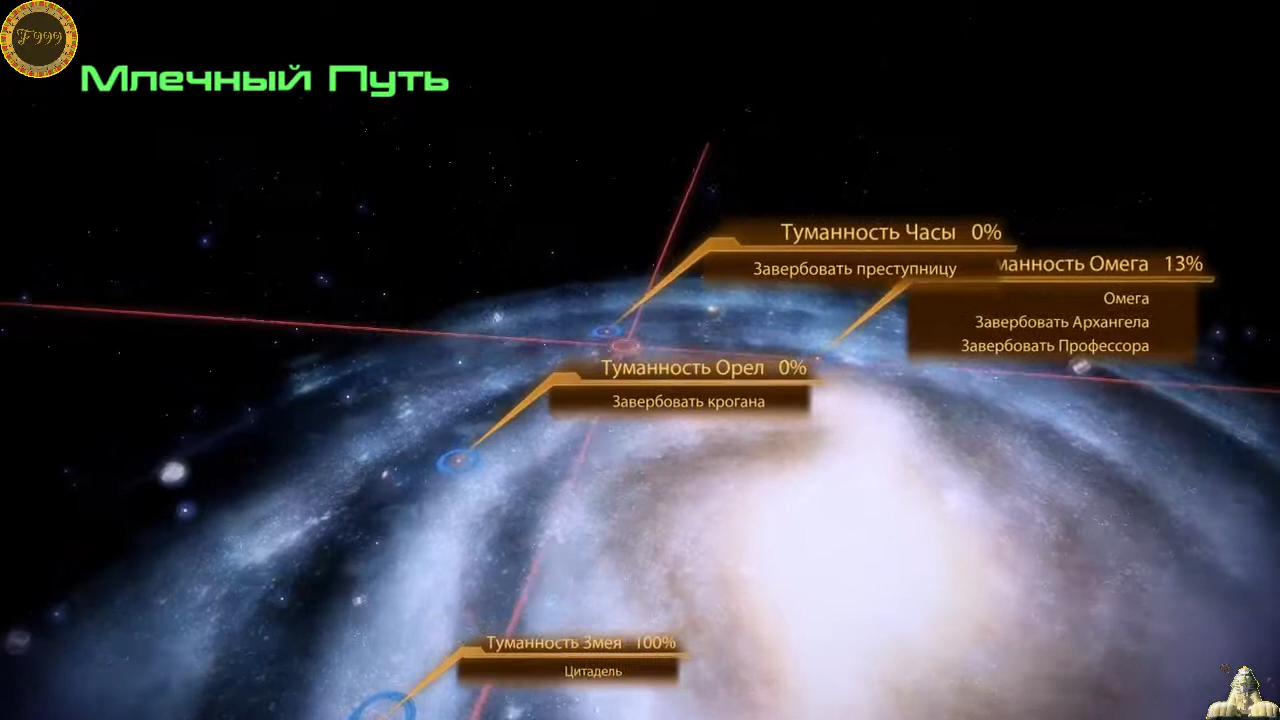 F999
Млечный Путь
Туманность Часы 0%
Завербовать преступницу
манность Омега 13%
Омега
Завербовать Архангела
Завербовать Профессора
Туманность Орел 0%
Завербовать крогана
Туманность Змея 100%
Цитадель